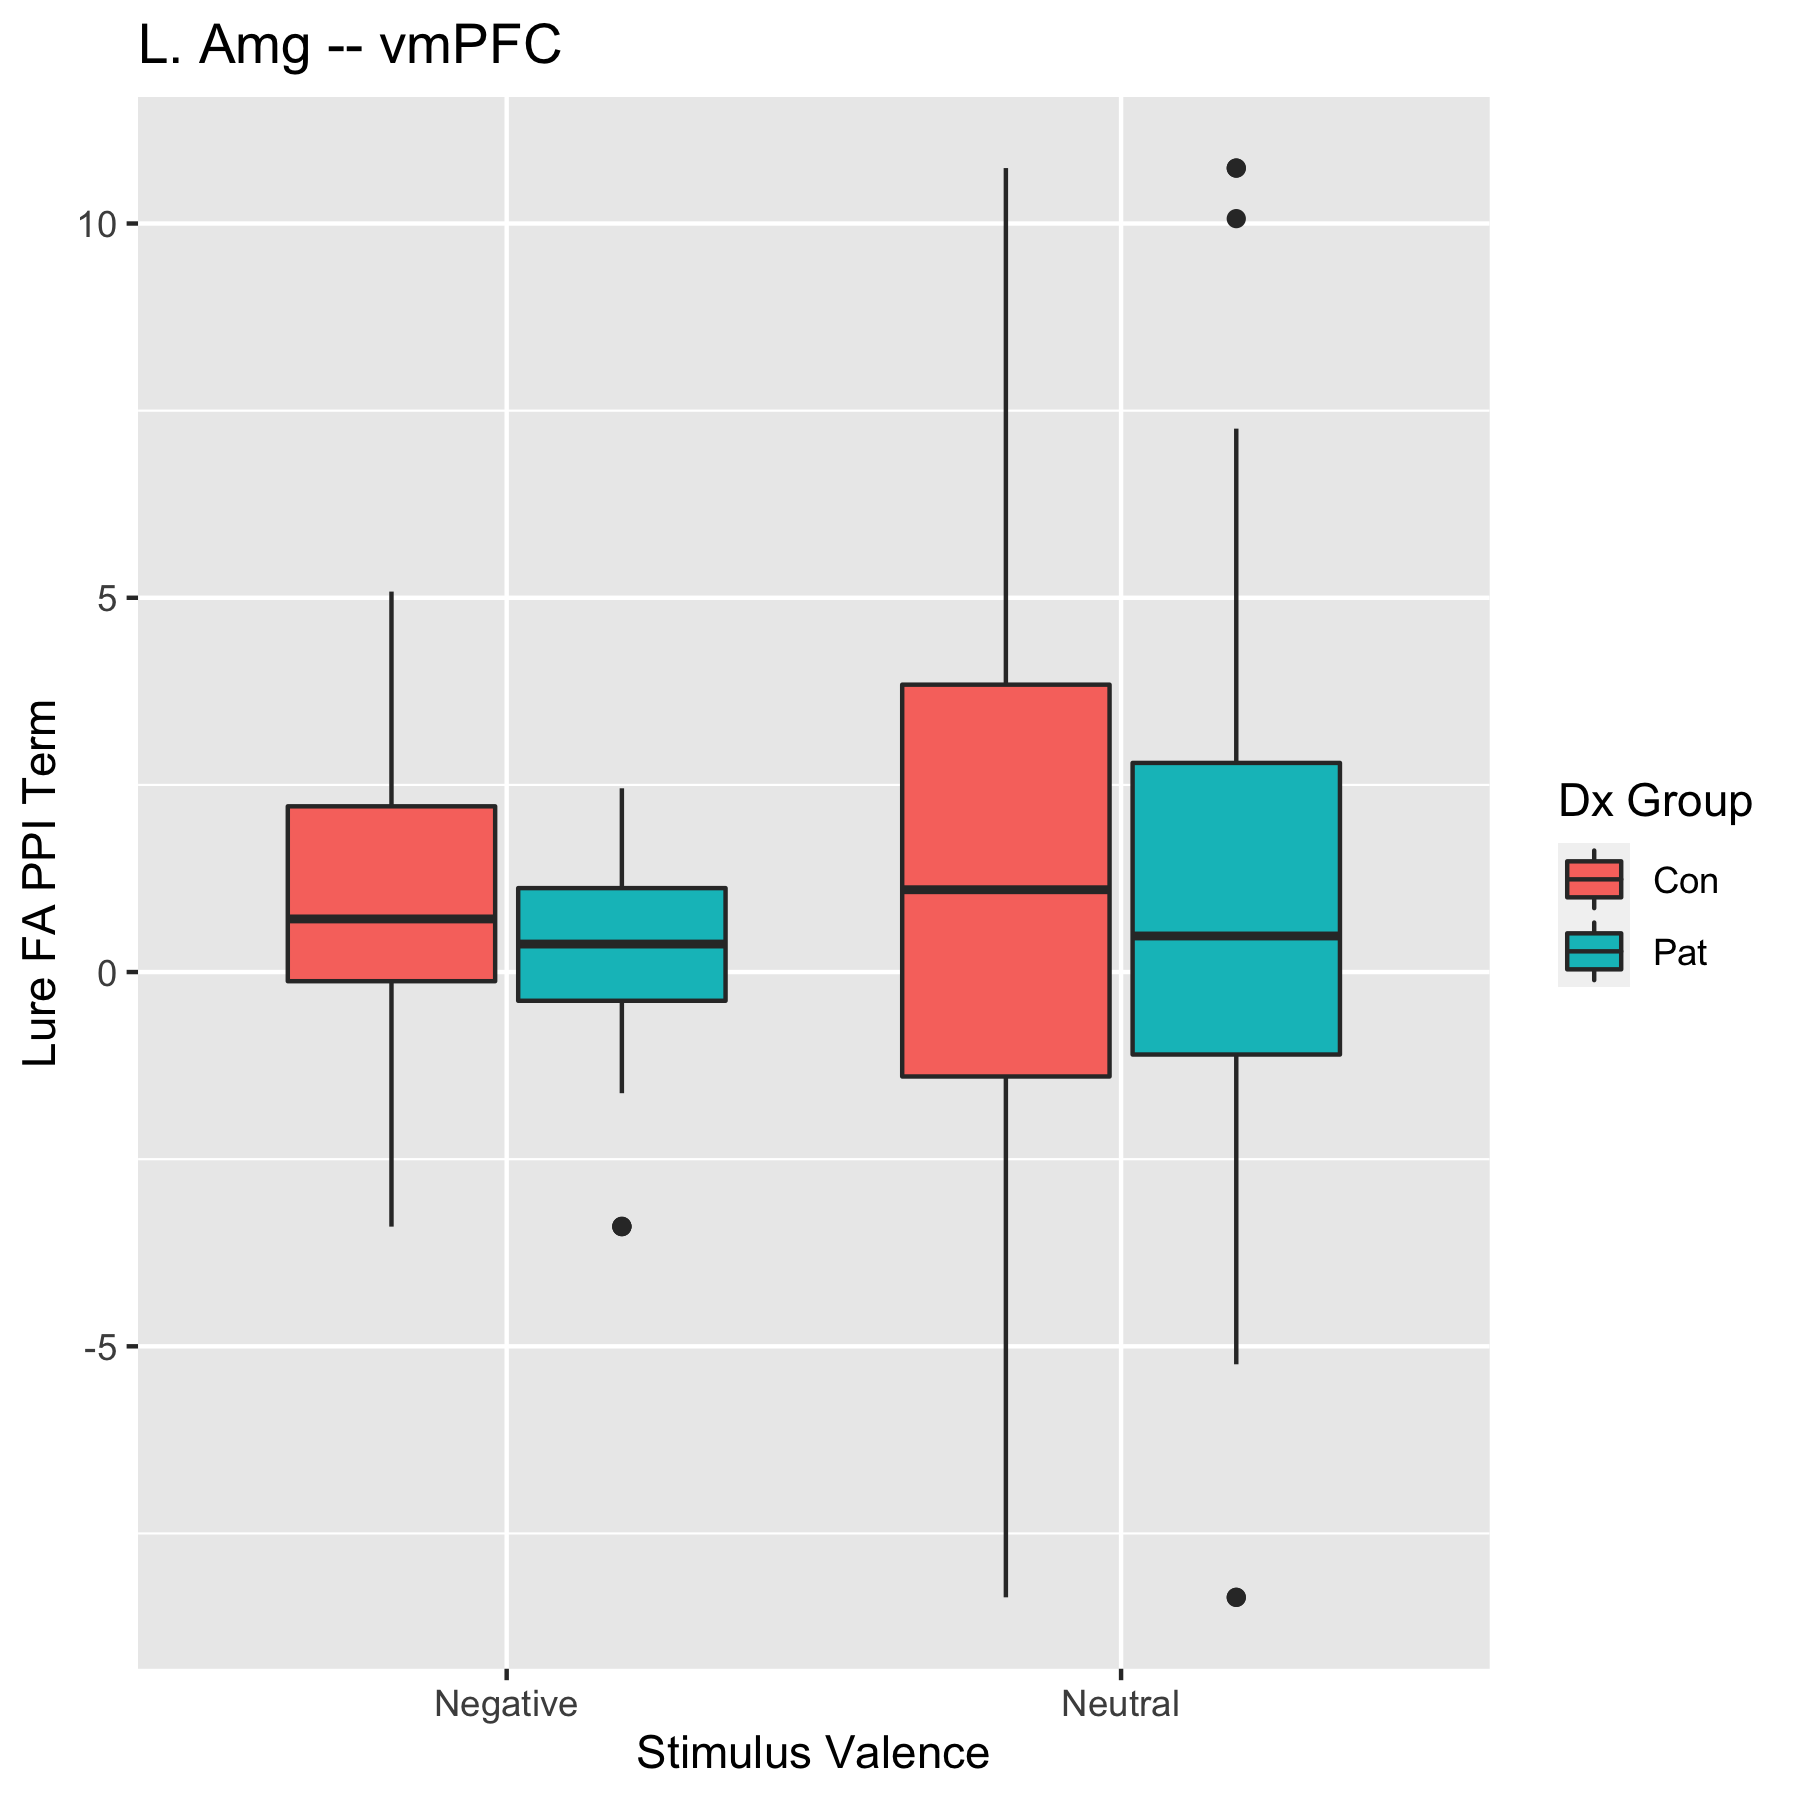 L. Amg -- vmPFC
10
5
0
-5
Lure FA PPI Term
Negative
Neutral
Stimulus Valence
Dx Group
Con
Pat